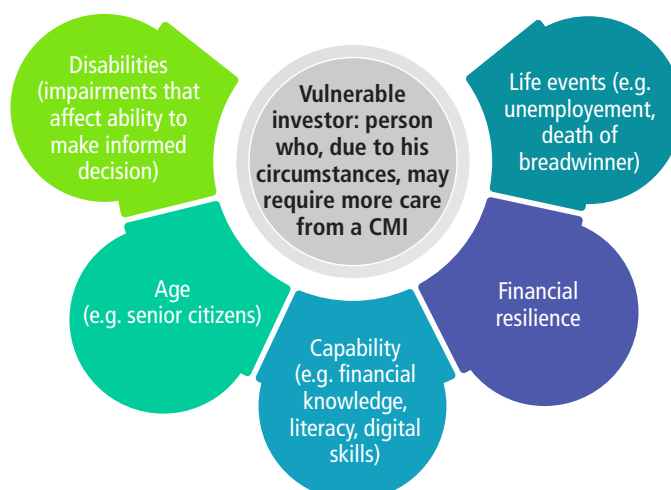 Disabilities
(impairments that
affect ability to
make informed
decision)
Vulnerable
investor: person
who, due to his
circumstances, may
require more care
from a CMI
Life events (e.g.
unemployement,
death of
breadwinner)
Age
(e.g. senior citizens)
Capability
(e.g. financial
knowledge,
literacy, digital
skills)
Financial
resilience